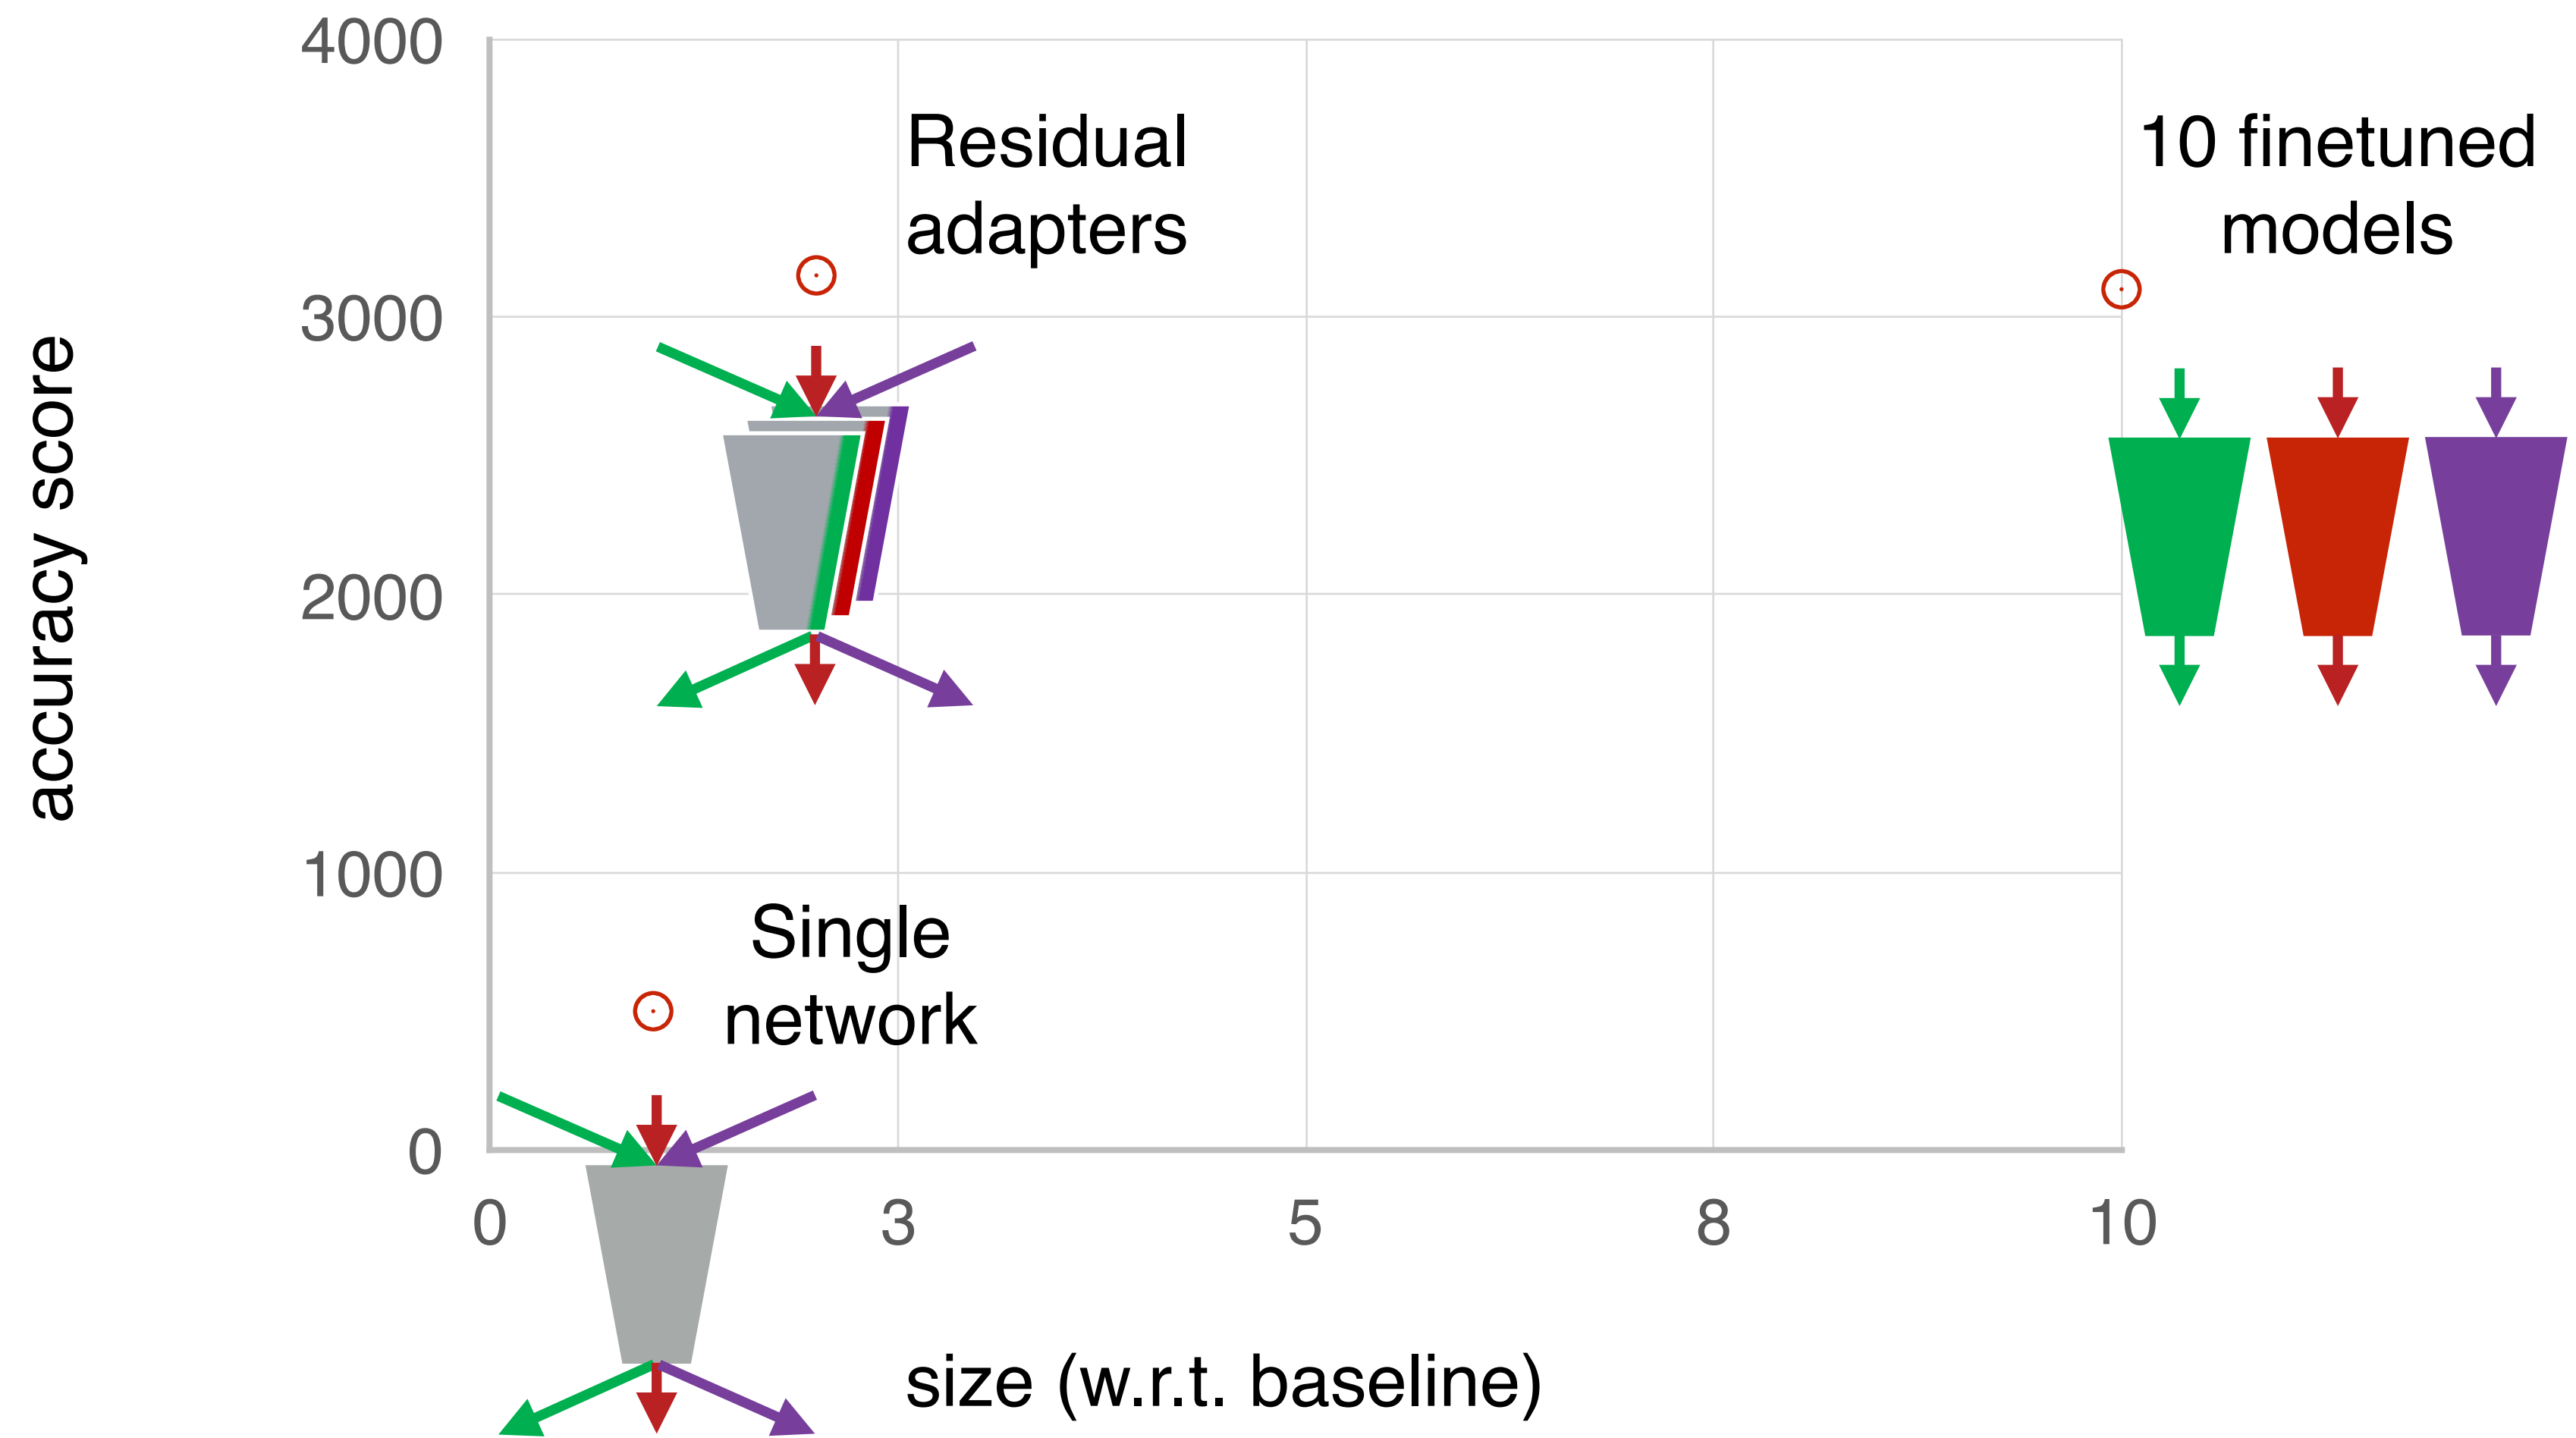 4000
Residual
adapters
10 finetuned
models
3000
accuracy score
2000
1000
Single
network
0
0 3 5 8 10
size (w.r.t. baseline)